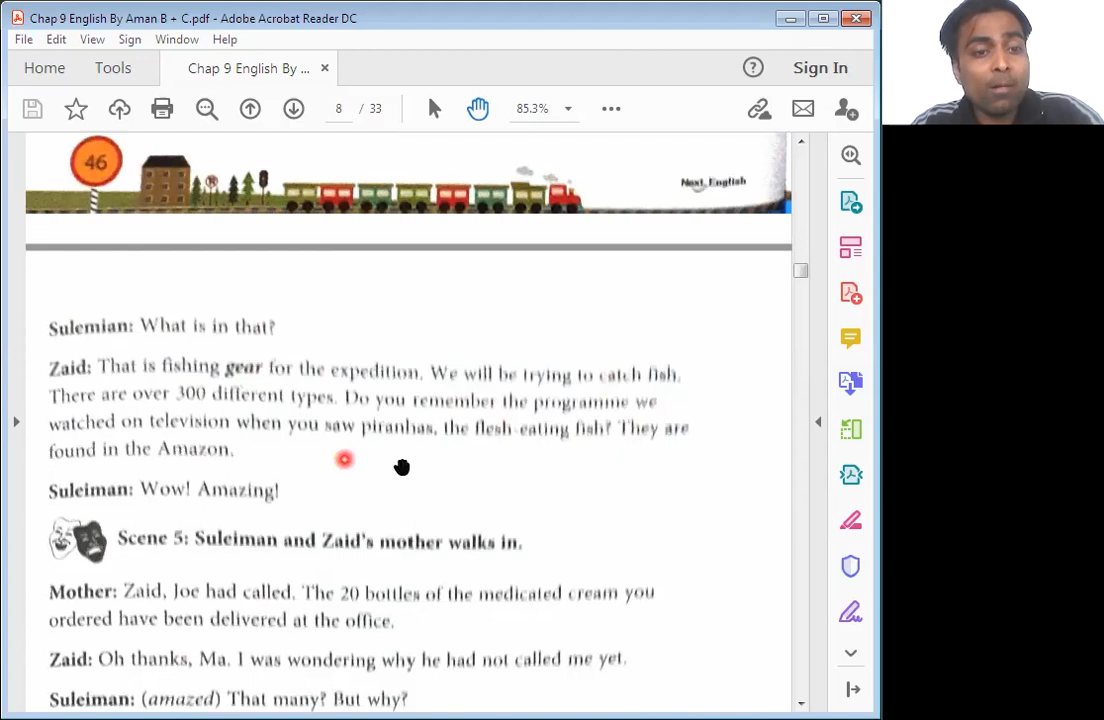 Chap 9 English By Aman B + C.pdf - Adobe Acrobat Reader DC
File Edit View Sign Window Help
Home Tools Chap 9 English By ... × Sign In
8 / 33 85.3%
46
Next English
Sulemian: What is in that?
Zaid: That is fishing gear for the expedition. We will be trying to catch fish.
There are over 300 different types. Do you remember the programme we
watched on television when you saw piranhas, the flesh-eating fish? They are
found in the Amazon.
Suleiman: Wow! Amazing!
Scene 5: Suleiman and Zaid's mother walks in.
Mother: Zaid, Joe had called. The 20 bottles of the medicated cream you
ordered have been delivered at the office.
Zaid: Oh thanks, Ma. I was wondering why he had not called me yet.
Suleiman: (amazed) That many? But why?